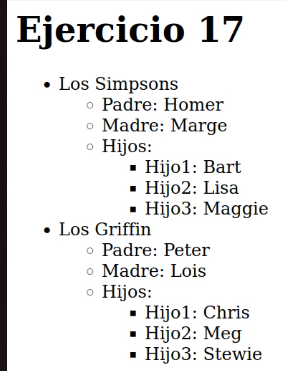 Ejercicio 17
Los Simpsons
Padre: Homer
Madre: Marge
Hijos:
Hijo1: Bart
Hijo2: Lisa
Hijo3: Maggie
Los Griffin
Padre: Peter
Madre: Lois
Hijos:
Hijo1: Chris
Hijo2: Meg
Hijo3: Stewie